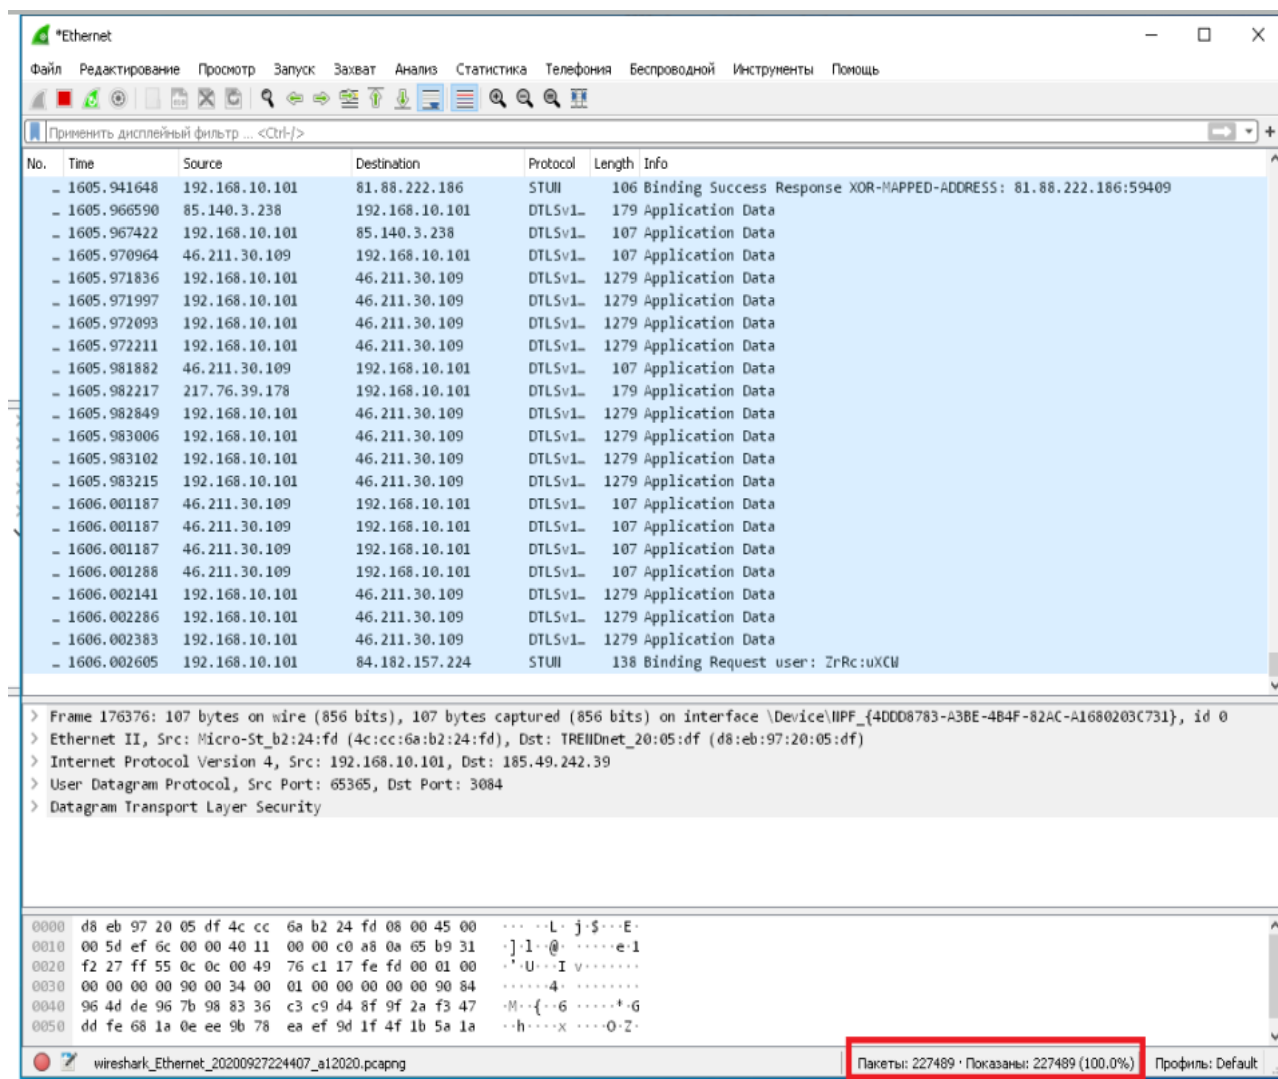 *Ethernet
Файл Редактирование Просмотр Запуск Захват Анализ Статистика Телефония Беспроводной Инструменты Помощь
Применить дисплейный фильтр ... <Ctrl-/>
No. Time Source Destination Protocol Length Info
1605.941648 192.168.10.101 81.88.222.186 STUN 106 Binding Success Response XOR-MAPPED-ADDRESS: 81.88.222.186:59409
1605.966590 85.140.3.238 192.168.10.101 DTLSv1… 179 Application Data
1605.967422 192.168.10.101 85.140.3.238 DTLSv1… 107 Application Data
1605.970964 46.211.30.109 192.168.10.101 DTLSv1… 107 Application Data
1605.971836 192.168.10.101 46.211.30.109 DTLSv1… 1279 Application Data
1605.971997 192.168.10.101 46.211.30.109 DTLSv1… 1279 Application Data
1605.972093 192.168.10.101 46.211.30.109 DTLSv1… 1279 Application Data
1605.972211 192.168.10.101 46.211.30.109 DTLSv1… 1279 Application Data
1605.981882 46.211.30.109 192.168.10.101 DTLSv1… 107 Application Data
1605.982217 217.76.39.178 192.168.10.101 DTLSv1… 179 Application Data
1605.982849 192.168.10.101 46.211.30.109 DTLSv1… 1279 Application Data
1605.983006 192.168.10.101 46.211.30.109 DTLSv1… 1279 Application Data
1605.983102 192.168.10.101 46.211.30.109 DTLSv1… 1279 Application Data
1605.983215 192.168.10.101 46.211.30.109 DTLSv1… 1279 Application Data
1606.001187 46.211.30.109 192.168.10.101 DTLSv1… 107 Application Data
1606.001187 46.211.30.109 192.168.10.101 DTLSv1… 107 Application Data
1606.001187 46.211.30.109 192.168.10.101 DTLSv1… 107 Application Data
1606.001288 46.211.30.109 192.168.10.101 DTLSv1… 107 Application Data
1606.002141 192.168.10.101 46.211.30.109 DTLSv1… 1279 Application Data
1606.002286 192.168.10.101 46.211.30.109 DTLSv1… 1279 Application Data
1606.002383 192.168.10.101 46.211.30.109 DTLSv1… 1279 Application Data
1606.002605 192.168.10.101 84.182.157.224 STUN 138 Binding Request user: ZrRc:uXCW
Frame 176376: 107 bytes on wire (856 bits), 107 bytes captured (856 bits) on interface \Device\NPF_{4DDD8783-A3BE-4B4F-82AC-A1680203C731}, id 0
Ethernet II, Src: Micro-St_b2:24:fd (4c:cc:6a:b2:24:fd), Dst: TRENDnet_20:05:df (d8:eb:97:20:05:df)
Internet Protocol Version 4, Src: 192.168.10.101, Dst: 185.49.242.39
User Datagram Protocol, Src Port: 65365, Dst Port: 3084
Datagram Transport Layer Security
0000 d8 eb 97 20 05 df 4c cc 6a b2 24 fd 08 00 45 00 ··· ··L· j·$···E·
0010 00 5d ef 6c 00 00 40 11 00 00 c0 a8 0a 65 b9 31 ·]·l··@· ·····e·1
0020 f2 27 ff 55 0c 0c 00 49 76 c1 17 fe fd 00 01 00 ·'·U···I v·······
0030 00 00 00 00 90 00 34 00 01 00 00 00 00 00 90 84 ······4· ········
0040 96 4d de 96 7b 98 83 36 c3 c9 d4 8f 9f 2a f3 47 ·M··{··6 ·····*·G
0050 dd fe 68 1a 0e ee 9b 78 ea ef 9d 1f 4f 1b 5a 1a ··h····x ····O·Z·
wireshark_Ethernet_20200927224407_a12020.pcapng Пакеты: 227489 · Показаны: 227489 (100.0%) Профиль: Default